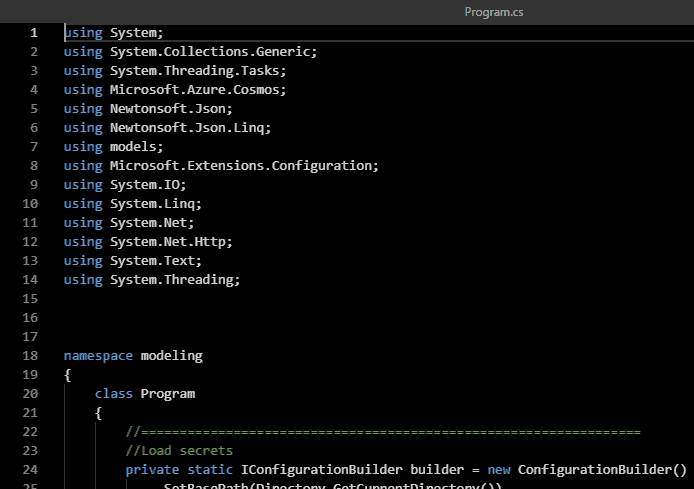 Program.cs
1 using System;
2 using System.Collections.Generic;
3 using System.Threading.Tasks;
4 using Microsoft.Azure.Cosmos;
5 using Newtonsoft.Json;
6 using Newtonsoft.Json.Linq;
7 using models;
8 using Microsoft.Extensions.Configuration;
9 using System.IO;
10 using System.Linq;
11 using System.Net;
12 using System.Net.Http;
13 using System.Text;
14 using System.Threading;
15
16
17
18 namespace modeling
19 {
20 class Program
21 {
22 //=================================================================
23 //Load secrets
24 private static IConfigurationBuilder builder = new ConfigurationBuilder()
25 .SetBasePath(Directory.GetCurrentDirectory())